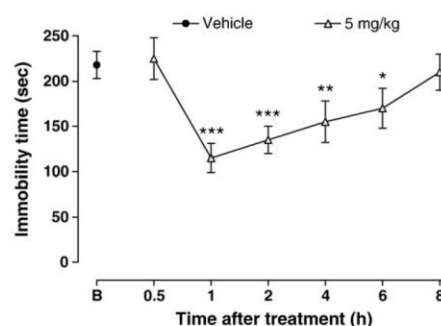 Vehicle 5 mg/kg
250
200
150
100
50
0
Immobility time (sec)
***
***
**
*
B 0.5 1 2 4 6 8
Time after treatment (h)